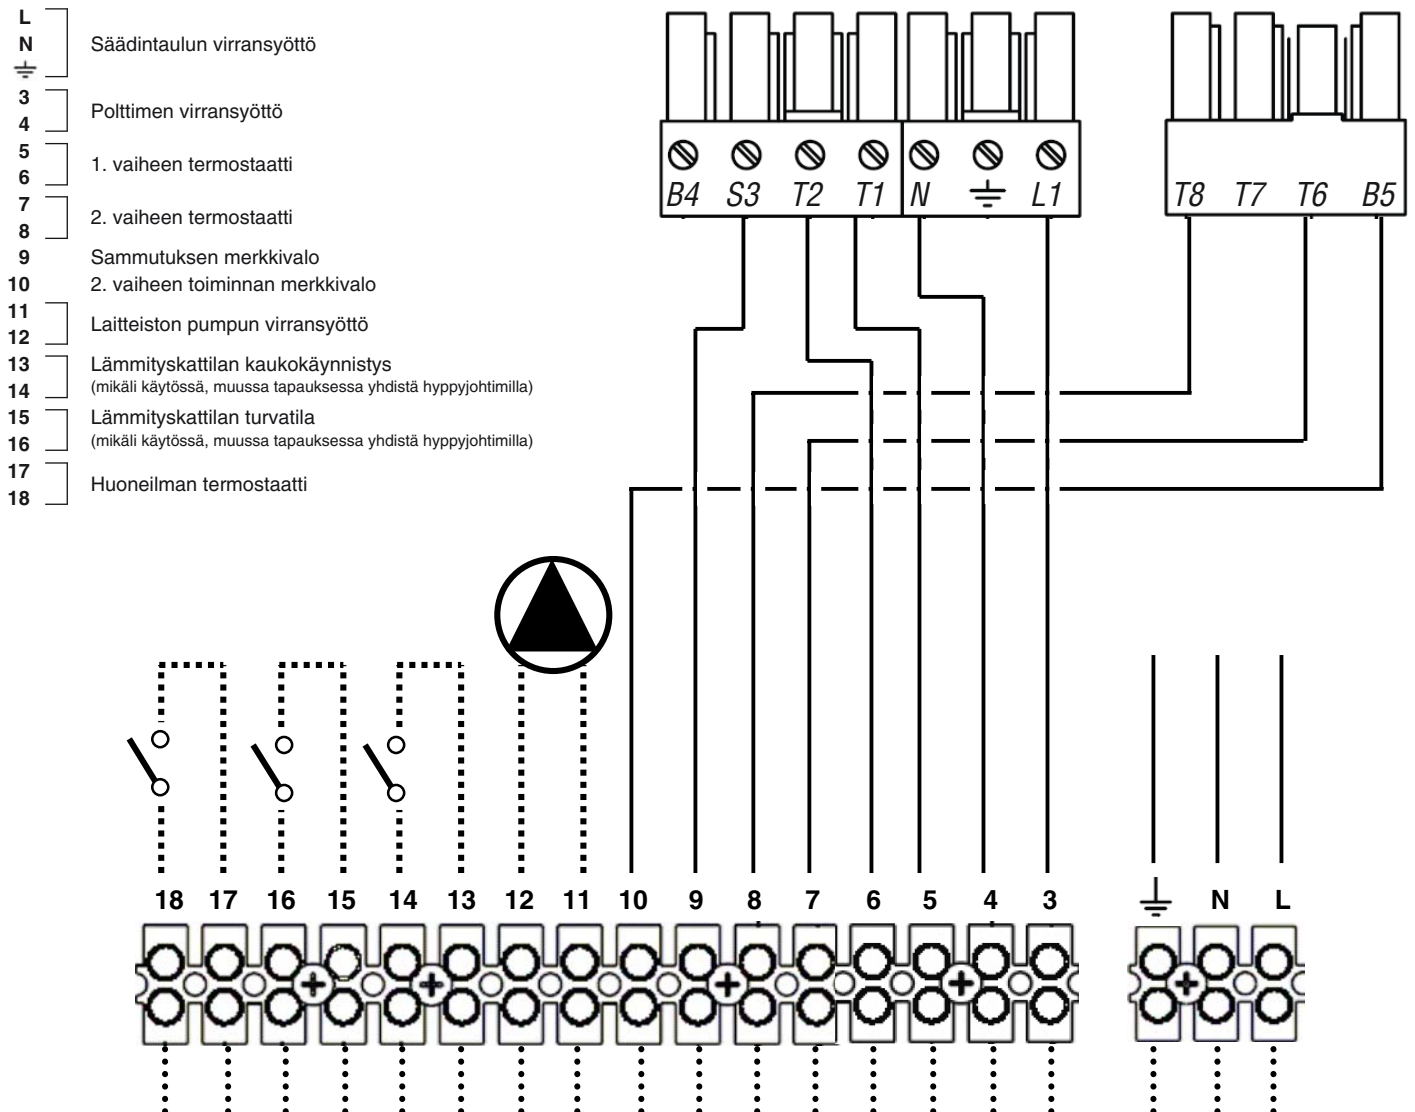 L
N
Säädintaulun virransyöttö
3
4
Polttimen virransyöttö
5
6
1. vaiheen termostaatti
7
8
2. vaiheen termostaatti
9 Sammutuksen merkkivalo
10 2. vaiheen toiminnan merkkivalo
11
12
Laitteiston pumpun virransyöttö
13 Lämmityskattilan kaukokäynnistys
14 (mikäli käytössä, muussa tapauksessa yhdistä hyppyjohtimilla)
15 Lämmityskattilan turvatila
16 (mikäli käytössä, muussa tapauksessa yhdistä hyppyjohtimilla)
17
18
Huoneilman termostaatti
B4 S3 T2 T1 N L1
T8 T7 T6 B5
18 17 16 15 14 13 12 11 10 9 8 7 6 5 4 3 N L